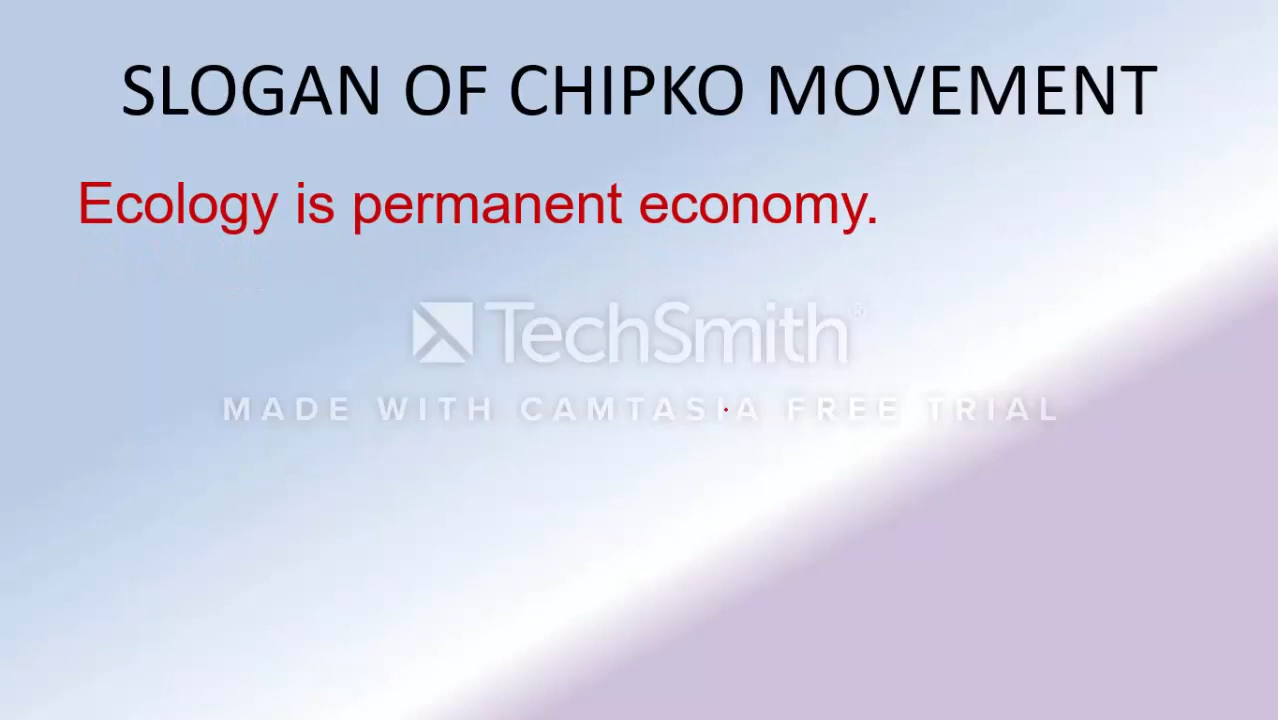 SLOGAN OF CHIPKO MOVEMENT
Ecology is permanent economy.
TechSmith®
MADE WITH CAMTASIA FREE TRIAL